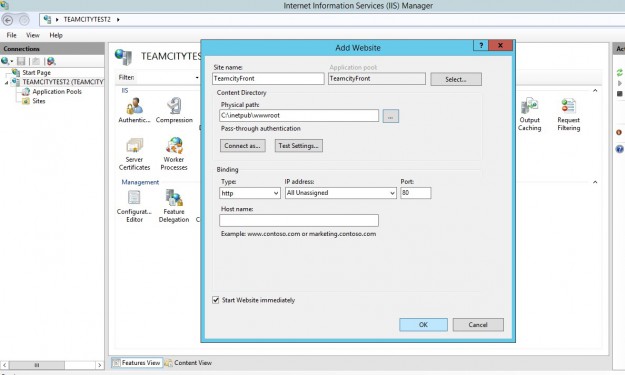 Internet Information Services (IIS) Manager
TEAMCITYTEST2
File View Help
Connections
Start Page
TEAMCITYTEST2 (TEAMCITY
Application Pools
Sites
TEAMCITYTEST2
Filter:
IIS
Authentic... Compression
Server Certificates
Worker Processes
Management
Configurat... Editor
Feature Delegation
Output Caching
Request Filtering
Act
Add Website
? X
Site name:
Application pool:
TeamcityFront
TeamcityFront
Select...
Content Directory
Physical path:
C:\inetpub\wwwroot
...
Pass-through authentication
Connect as...
Test Settings...
Binding
Type:
IP address:
Port:
http
All Unassigned
80
Host name:
Example: www.contoso.com or marketing.contoso.com
Start Website immediately
OK
Cancel
Features View
Content View